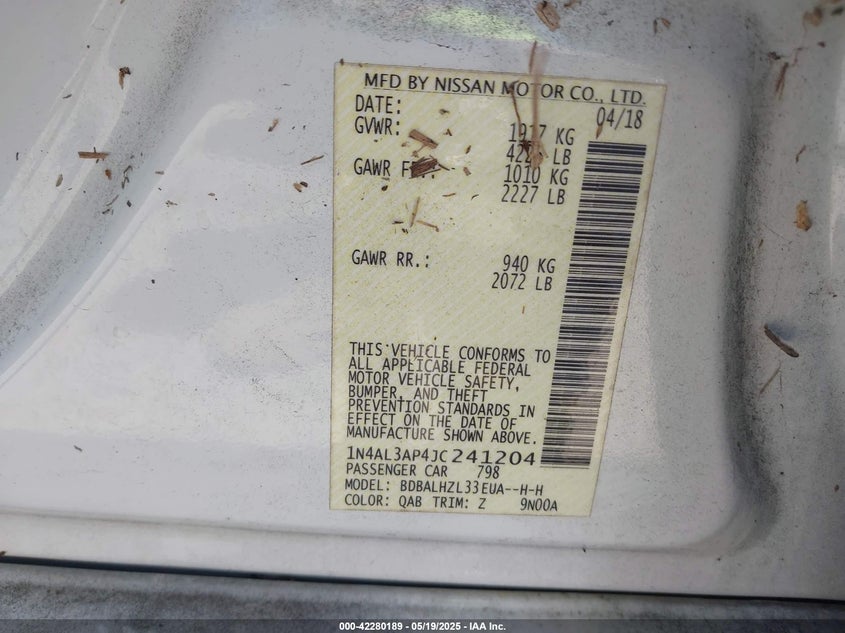 MFD BY NISSAN MOTOR CO., LTD.
DATE: 04/18
GVWR: KG
LB
GAWR 1010 KG
2227 LB
GAWR RR.: 940 KG
2072 LB
THIS VEHICLE CONFORMS TO
ALL APPLICABLE FEDERAL
MOTOR VEHICLE SAFETY,
BUMPER, AND THEFT
PREVENTION STANDARDS IN
EFFECT ON THE DATE OF
MANUFACTURE SHOWN ABOVE.
1N4AL3AP4JC241204
PASSENGER CAR 798
MODEL: BDBALHZL33EUA--H-H
COLOR: QAB TRIM: Z 9N00A
000-42280189 - 05/19/2025 - IAA Inc.